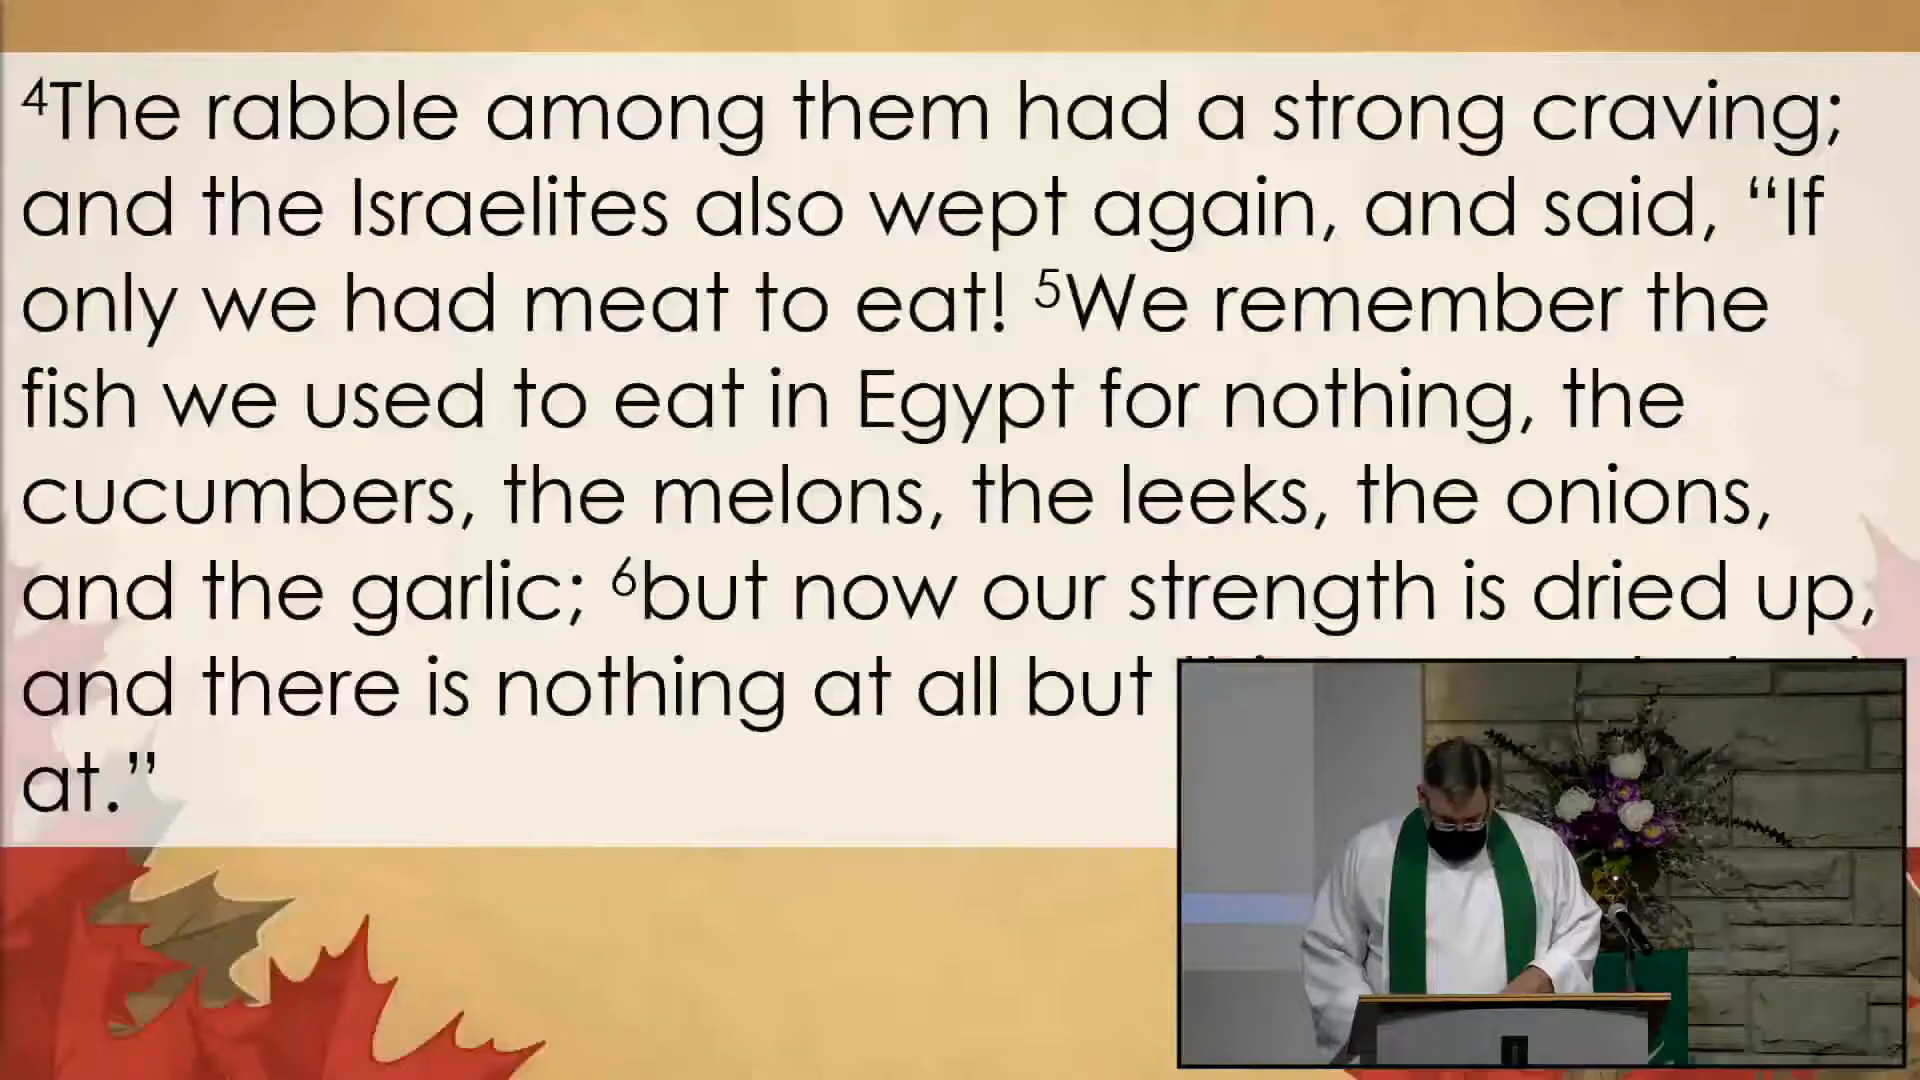 ⁴The rabble among them had a strong craving;
and the Israelites also wept again, and said, “If
only we had meat to eat! ⁵We remember the
fish we used to eat in Egypt for nothing, the
cucumbers, the melons, the leeks, the onions,
and the garlic; ⁶but now our strength is dried up,
and there is nothing at all but
at.”